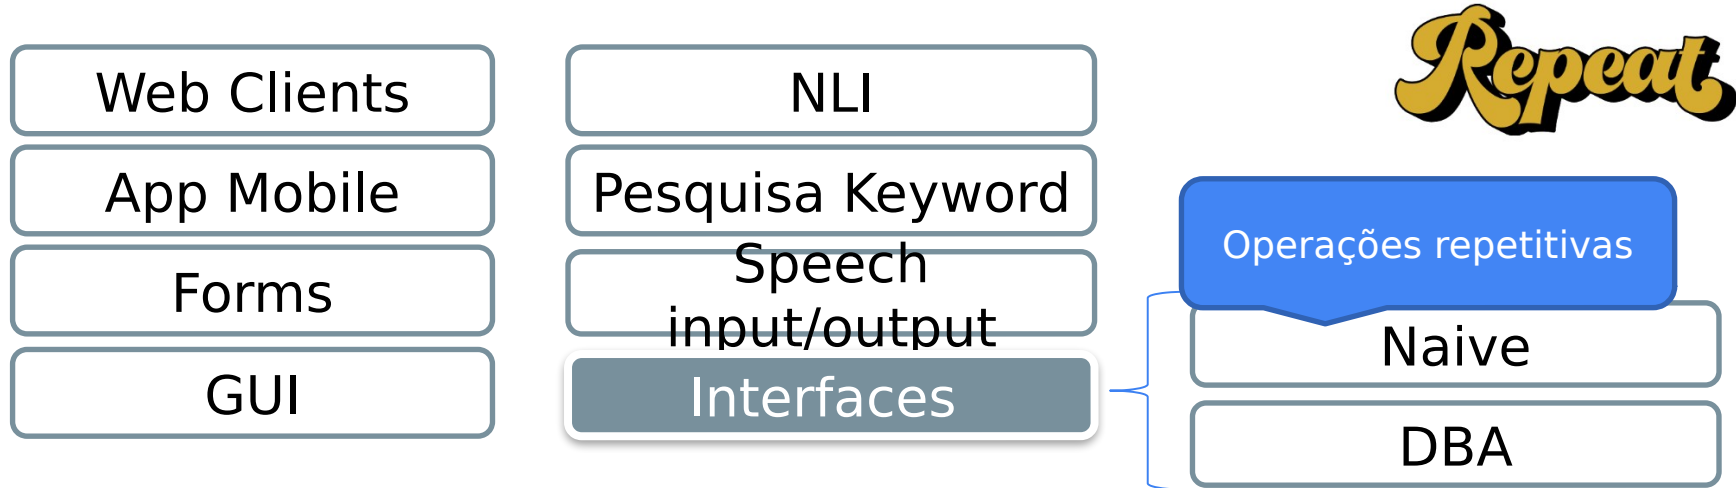 Web Clients
App Mobile
Forms
GUI
NLI
Pesquisa Keyword
Speech
input/output
Interfaces
Repeat
Operações repetitivas
Naive
DBA